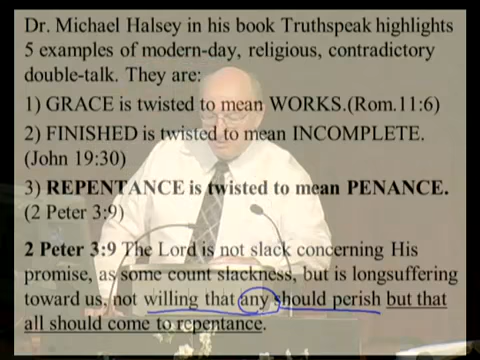 Dr. Michael Halsey in his book Truthspeak highlights
5 examples of modern-day, religious, contradictory
double-talk. They are:
1) GRACE is twisted to mean WORKS.(Rom.11:6)
2) FINISHED is twisted to mean INCOMPLETE.
(John 19:30)
3) REPENTANCE is twisted to mean PENANCE.
(2 Peter 3:9)
2 Peter 3:9 The Lord is not slack concerning His
promise, as some count slackness, but is longsuffering
toward us, not willing that any should perish but that
all should come to repentance.